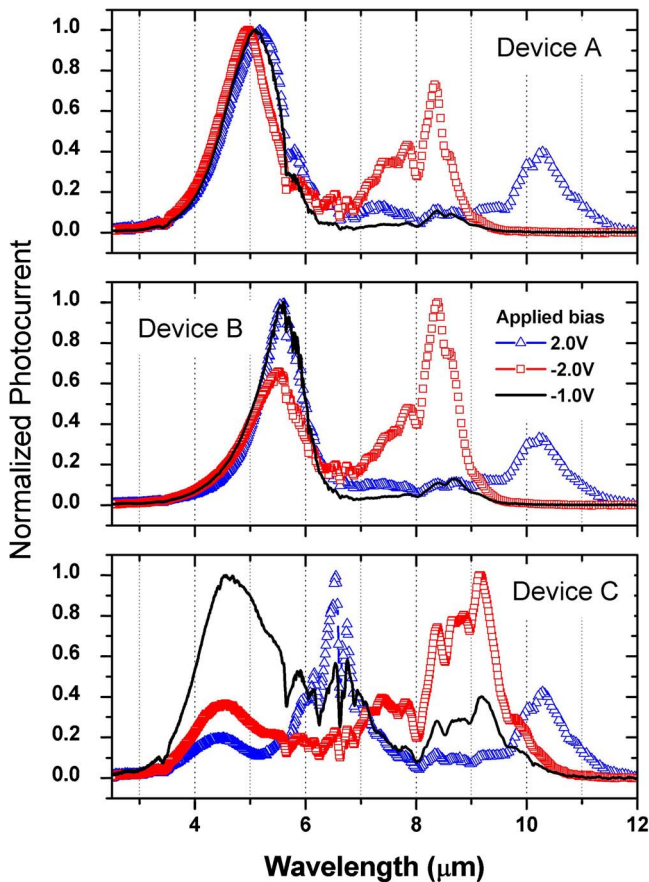 Normalized Photocurrent
1.0
0.8
0.6
0.4
0.2
0.0
Device A
1.0
0.8
0.6
0.4
0.2
0.0
Device B
Applied bias
2.0V
-2.0V
-1.0V
1.0
0.8
0.6
0.4
0.2
0.0
Device C
4 6 8 10 12
Wavelength (μm)